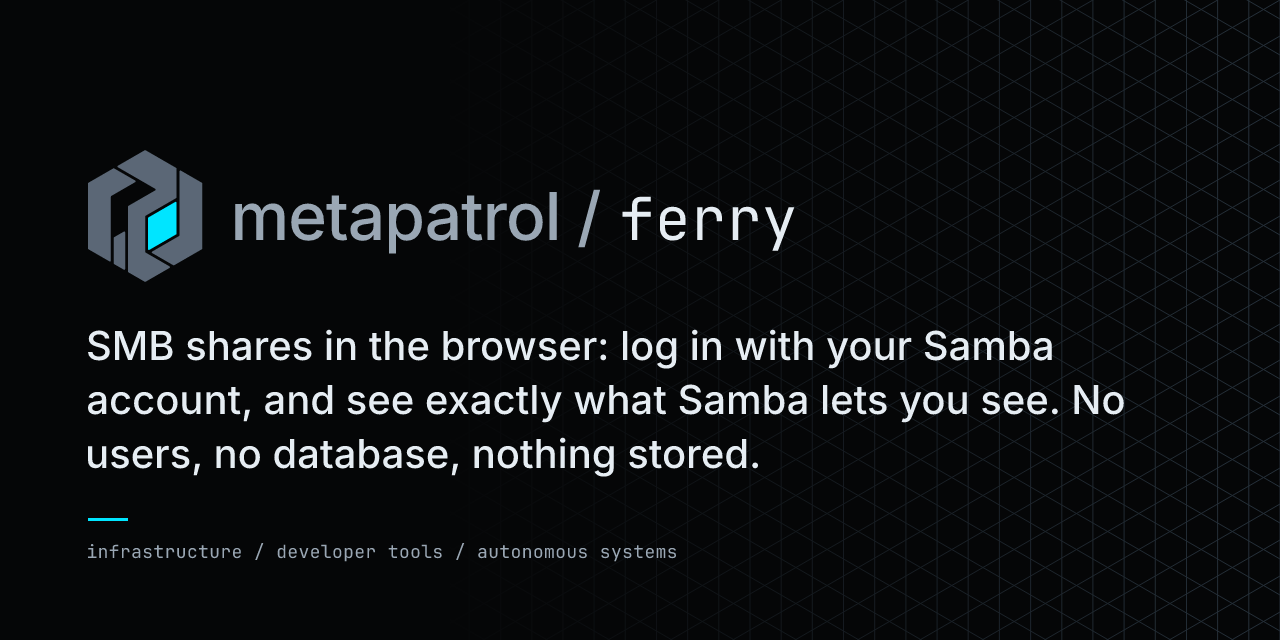 metapatrol / ferry
SMB shares in the browser: log in with your Samba
account, and see exactly what Samba lets you see. No
users, no database, nothing stored.
infrastructure / developer tools / autonomous systems